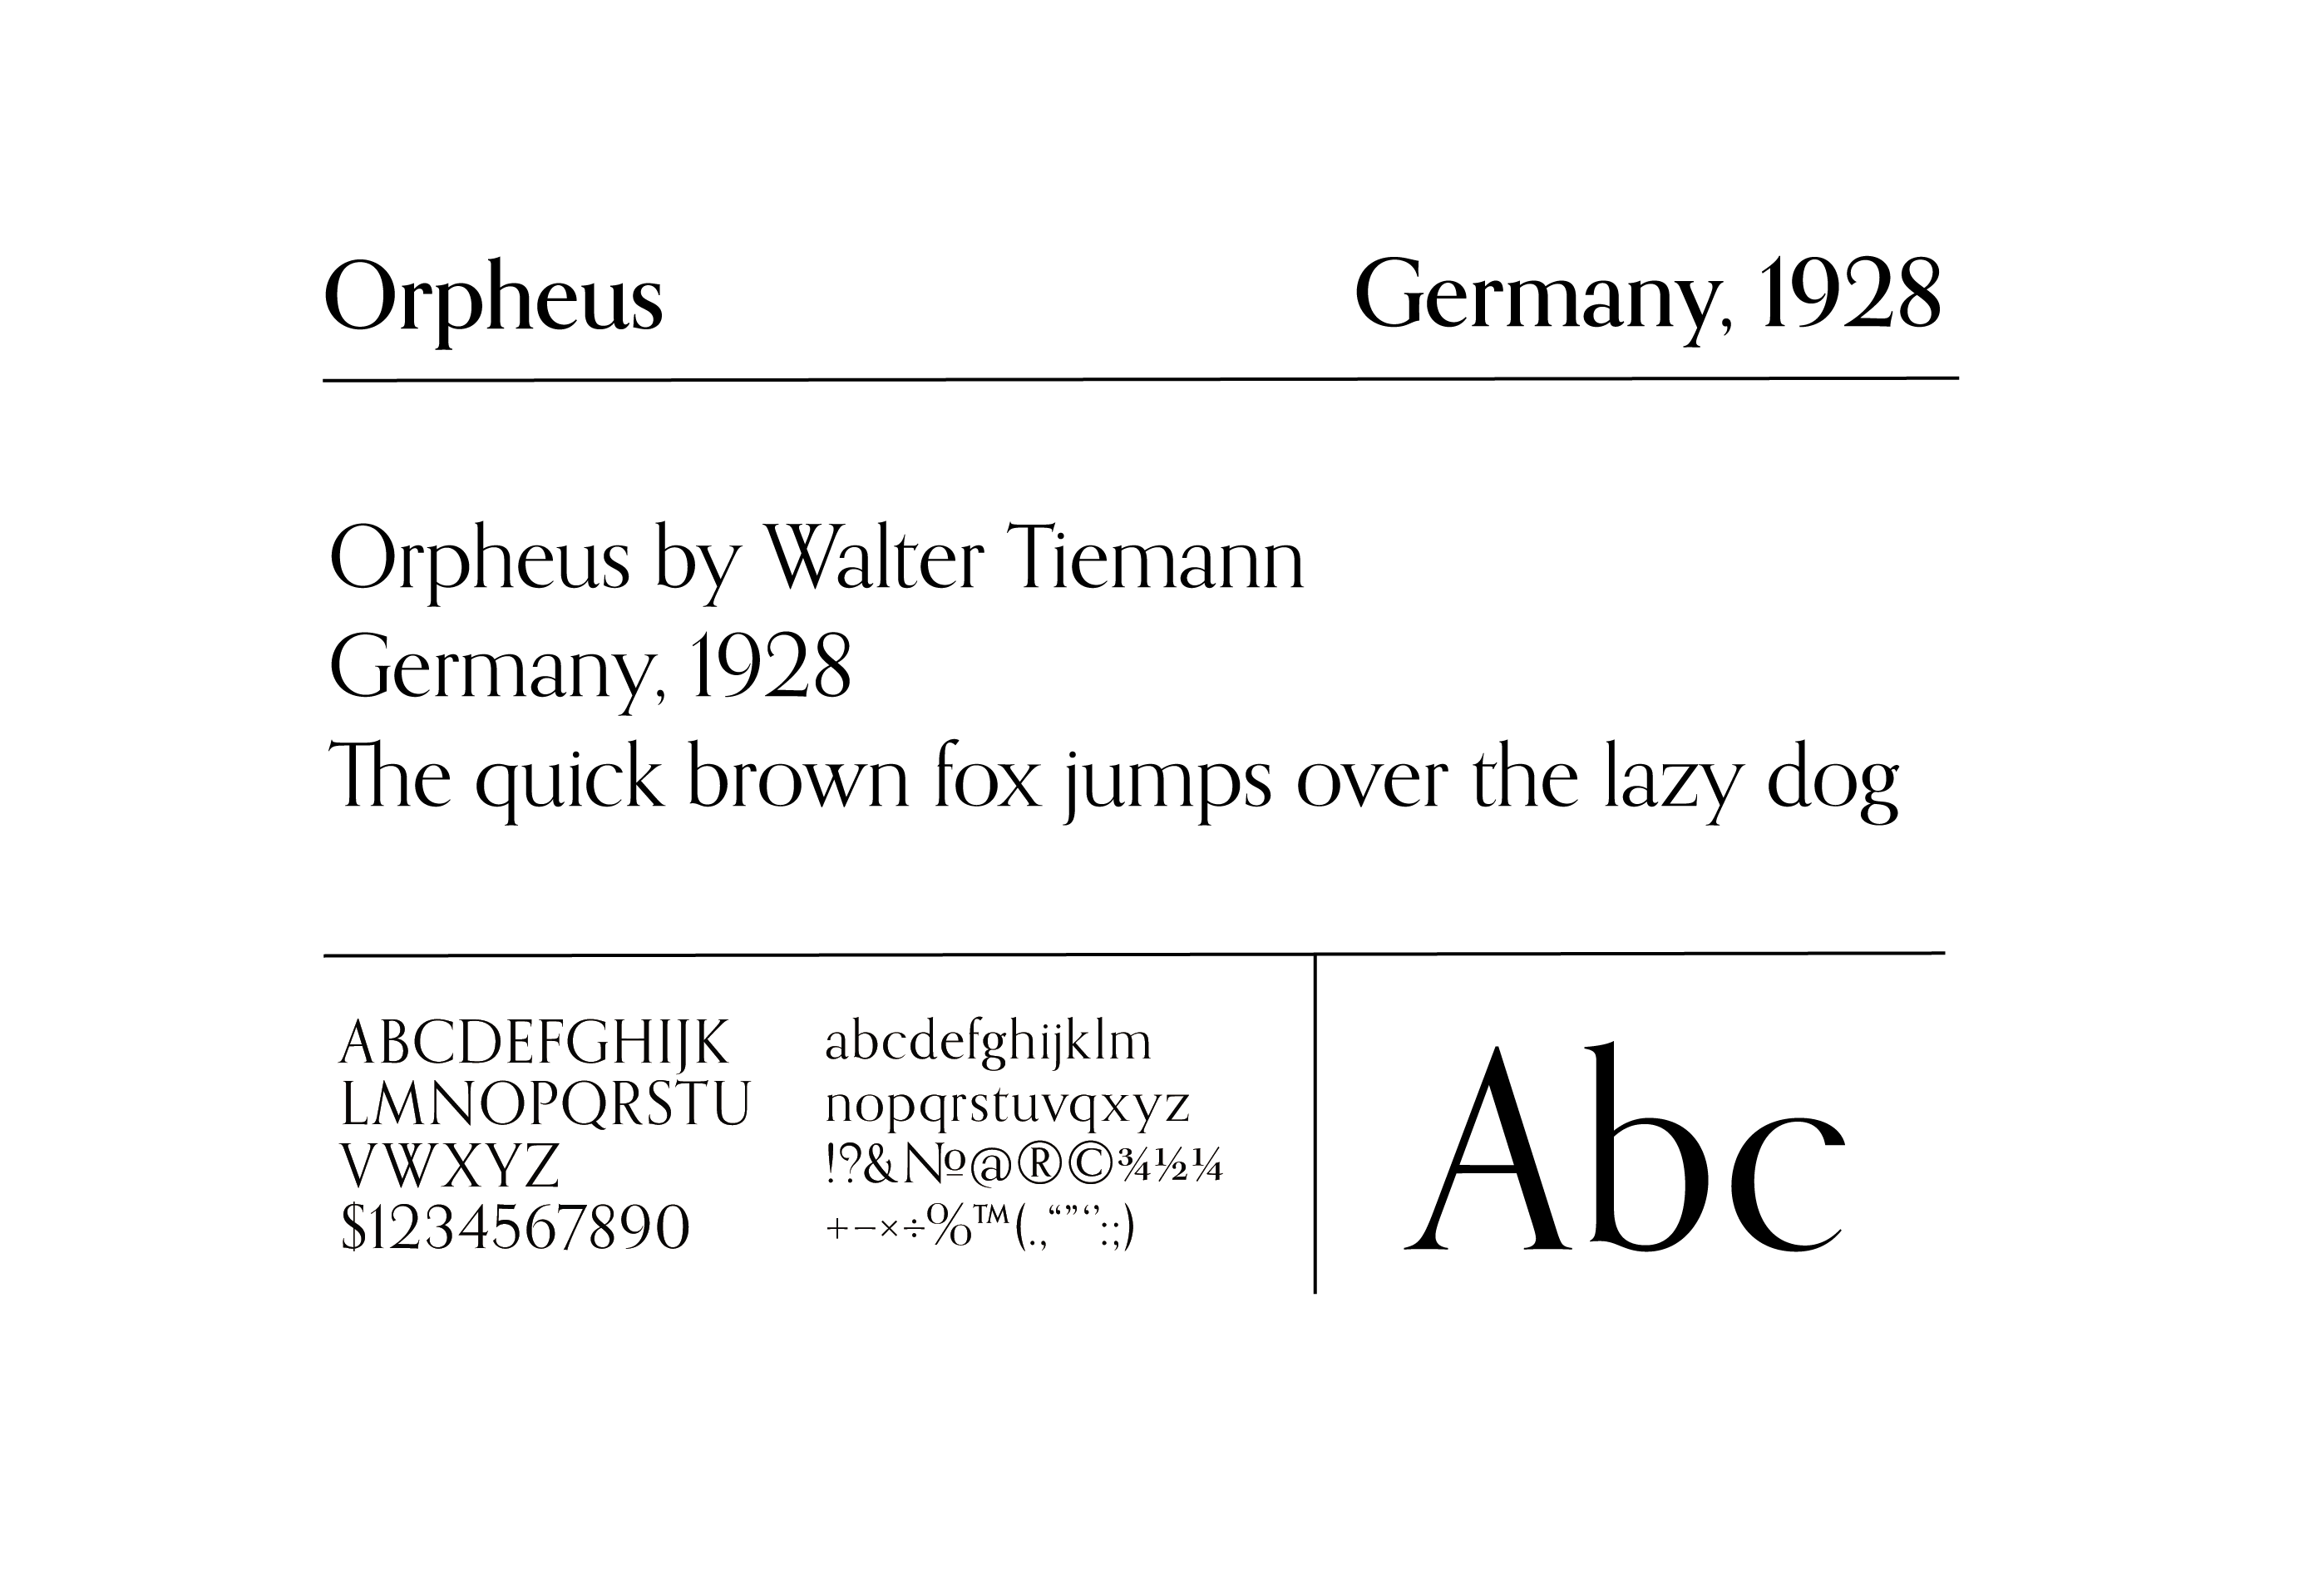 Orpheus
Germany, 1928
Orpheus by Walter Tiemann
Germany, 1928
The quick brown fox jumps over the lazy dog
ABCDEFGHIJK
LMNOPQRSTU
VWXYZ
$1234567890
abcdefghijklm
nopqrstuvqxyz
!?&№@®©¾½¼
+−×÷%™(.,“”‘’:;)
Abc